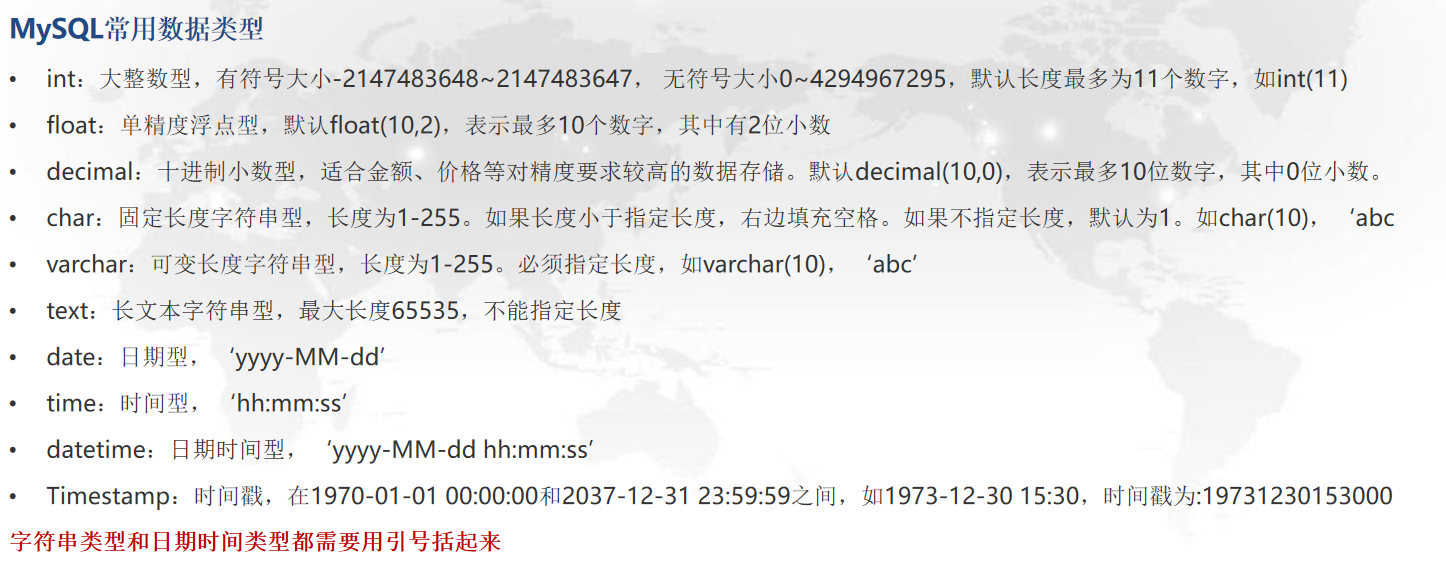 MySQL常用数据类型
• int：大整数型，有符号大小-2147483648~2147483647， 无符号大小0~4294967295，默认长度最多为11个数字，如int(11)
• float：单精度浮点型，默认float(10,2)，表示最多10个数字，其中有2位小数
• decimal：十进制小数型，适合金额、价格等对精度要求较高的数据存储。默认decimal(10,0)，表示最多10位数字，其中0位小数。
• char：固定长度字符串型，长度为1-255。如果长度小于指定长度，右边填充空格。如果不指定长度，默认为1。如char(10)，‘abc
• varchar：可变长度字符串型，长度为1-255。必须指定长度，如varchar(10)，‘abc’
• text：长文本字符串型，最大长度65535，不能指定长度
• date：日期型，‘yyyy-MM-dd’
• time：时间型，‘hh:mm:ss’
• datetime：日期时间型，‘yyyy-MM-dd hh:mm:ss’
• Timestamp：时间戳，在1970-01-01 00:00:00和2037-12-31 23:59:59之间，如1973-12-30 15:30，时间戳为:19731230153000
字符串类型和日期时间类型都需要用引号括起来